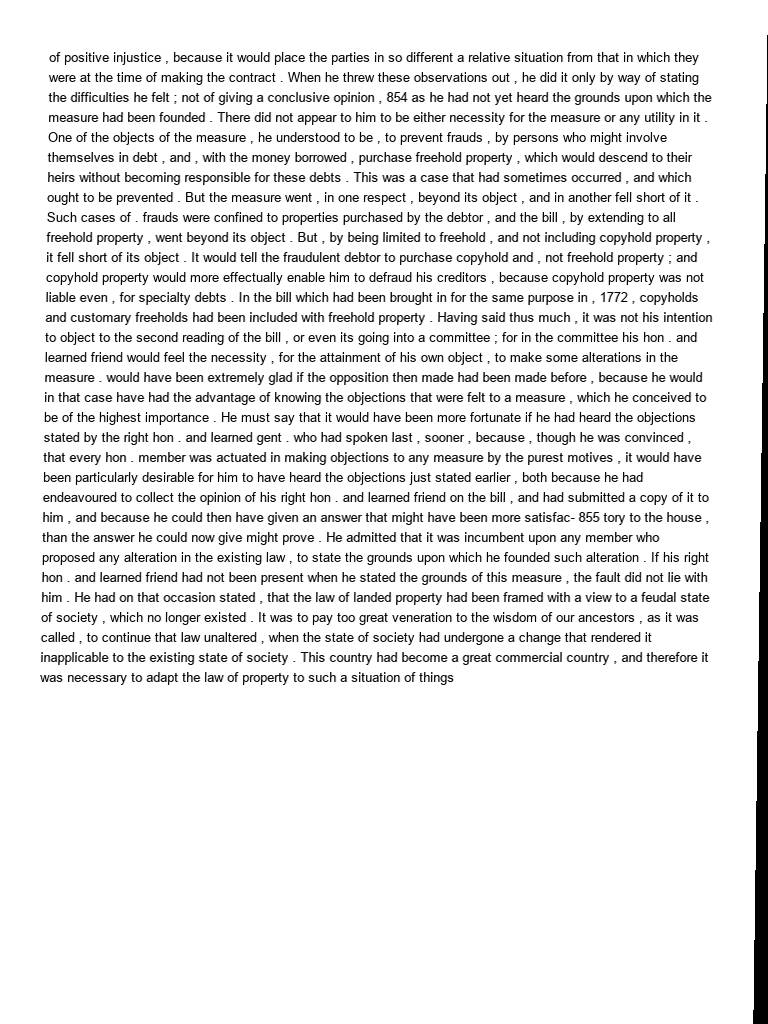 of positive injustice , because it would place the parties in so different a relative situation from that in which they
were at the time of making the contract . When he threw these observations out , he did it only by way of stating
the difficulties he felt ; not of giving a conclusive opinion , 854 as he had not yet heard the grounds upon which the
measure had been founded . There did not appear to him to be either necessity for the measure or any utility in it .
One of the objects of the measure , he understood to be , to prevent frauds , by persons who might involve
themselves in debt , and , with the money borrowed , purchase freehold property , which would descend to their
heirs without becoming responsible for these debts . This was a case that had sometimes occurred , and which
ought to be prevented . But the measure went , in one respect , beyond its object , and in another fell short of it .
Such cases of . frauds were confined to properties purchased by the debtor , and the bill , by extending to all
freehold property , went beyond its object . But , by being limited to freehold , and not including copyhold property ,
it fell short of its object . It would tell the fraudulent debtor to purchase copyhold and , not freehold property ; and
copyhold property would more effectually enable him to defraud his creditors , because copyhold property was not
liable even , for specialty debts . In the bill which had been brought in for the same purpose in , 1772 , copyholds
and customary freeholds had been included with freehold property . Having said thus much , it was not his intention
to object to the second reading of the bill , or even its going into a committee ; for in the committee his hon . and
learned friend would feel the necessity , for the attainment of his own object , to make some alterations in the
measure . would have been extremely glad if the opposition then made had been made before , because he would
in that case have had the advantage of knowing the objections that were felt to a measure , which he conceived to
be of the highest importance . He must say that it would have been more fortunate if he had heard the objections
stated by the right hon . and learned gent . who had spoken last , sooner , because , though he was convinced ,
that every hon . member was actuated in making objections to any measure by the purest motives , it would have
been particularly desirable for him to have heard the objections just stated earlier , both because he had
endeavoured to collect the opinion of his right hon . and learned friend on the bill , and had submitted a copy of it to
him , and because he could then have given an answer that might have been more satisfac- 855 tory to the house ,
than the answer he could now give might prove . He admitted that it was incumbent upon any member who
proposed any alteration in the existing law , to state the grounds upon which he founded such alteration . If his right
hon . and learned friend had not been present when he stated the grounds of this measure , the fault did not lie with
him . He had on that occasion stated , that the law of landed property had been framed with a view to a feudal state
of society , which no longer existed . It was to pay too great veneration to the wisdom of our ancestors , as it was
called , to continue that law unaltered , when the state of society had undergone a change that rendered it
inapplicable to the existing state of society . This country had become a great commercial country , and therefore it
was necessary to adapt the law of property to such a situation of things